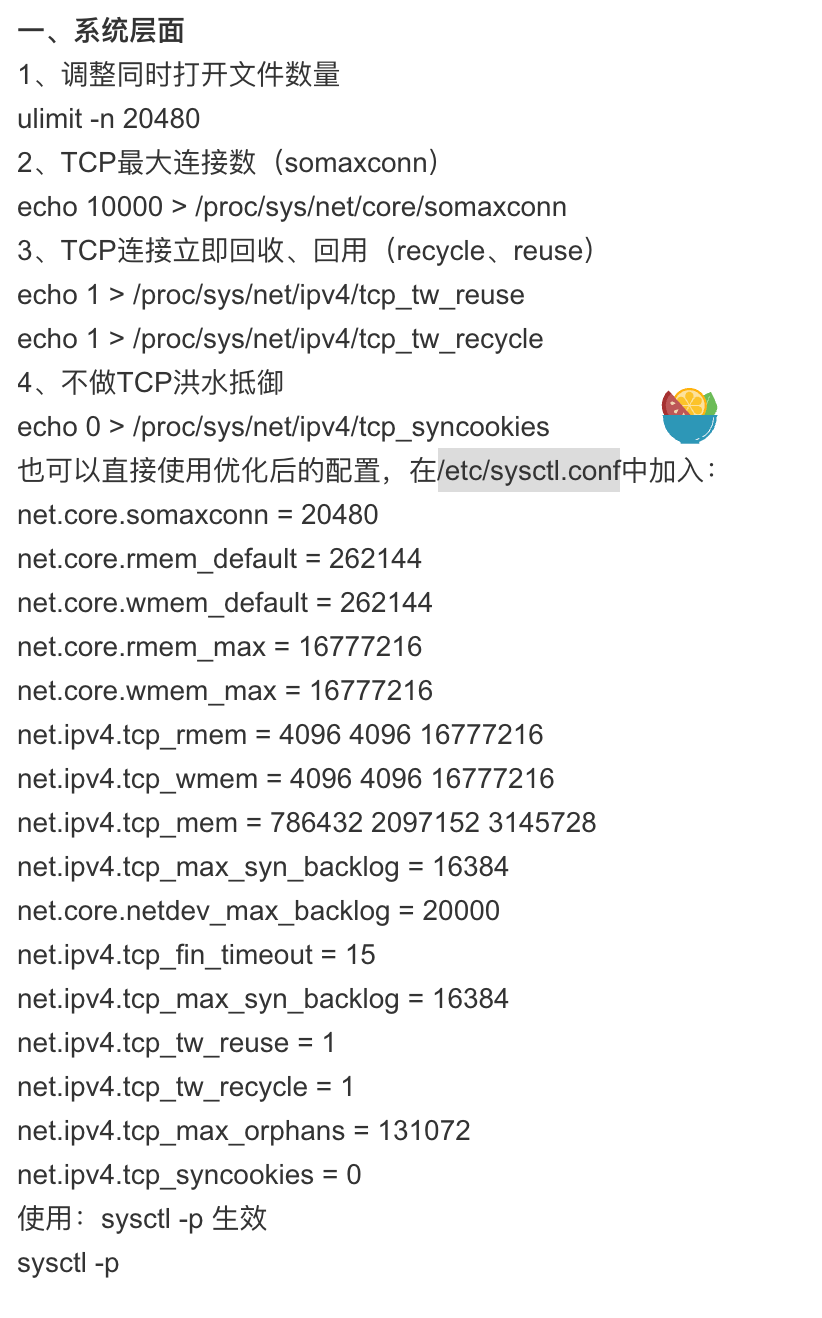 一、系统层面
1、调整同时打开文件数量
ulimit -n 20480
2、TCP最大连接数（somaxconn）
echo 10000 > /proc/sys/net/core/somaxconn
3、TCP连接立即回收、回用（recycle、reuse）
echo 1 > /proc/sys/net/ipv4/tcp_tw_reuse
echo 1 > /proc/sys/net/ipv4/tcp_tw_recycle
4、不做TCP洪水抵御
echo 0 > /proc/sys/net/ipv4/tcp_syncookies
也可以直接使用优化后的配置，在/etc/sysctl.conf中加入：
net.core.somaxconn = 20480
net.core.rmem_default = 262144
net.core.wmem_default = 262144
net.core.rmem_max = 16777216
net.core.wmem_max = 16777216
net.ipv4.tcp_rmem = 4096 4096 16777216
net.ipv4.tcp_wmem = 4096 4096 16777216
net.ipv4.tcp_mem = 786432 2097152 3145728
net.ipv4.tcp_max_syn_backlog = 16384
net.core.netdev_max_backlog = 20000
net.ipv4.tcp_fin_timeout = 15
net.ipv4.tcp_max_syn_backlog = 16384
net.ipv4.tcp_tw_reuse = 1
net.ipv4.tcp_tw_recycle = 1
net.ipv4.tcp_max_orphans = 131072
net.ipv4.tcp_syncookies = 0
使用：sysctl -p 生效
sysctl -p